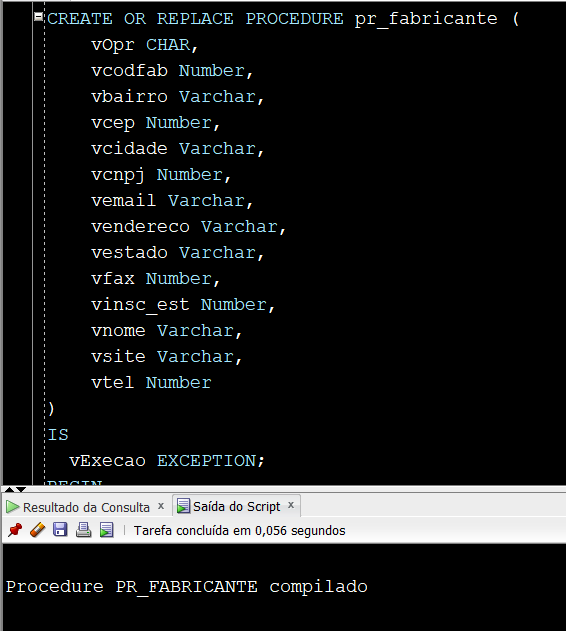 CREATE OR REPLACE PROCEDURE pr_fabricante (
    vOpr CHAR,
    vcodfab Number,
    vbairro Varchar,
    vcep Number,
    vcidade Varchar,
    vcnpj Number,
    vemail Varchar,
    vendereco Varchar,
    vestado Varchar,
    vfax Number,
    vinsc_est Number,
    vnome Varchar,
    vsite Varchar,
    vtel Number
)
IS
  vExecao EXCEPTION;
BEGIN
Resultado da Consulta x Saída do Script x
Tarefa concluída em 0,056 segundos
Procedure PR_FABRICANTE compilado